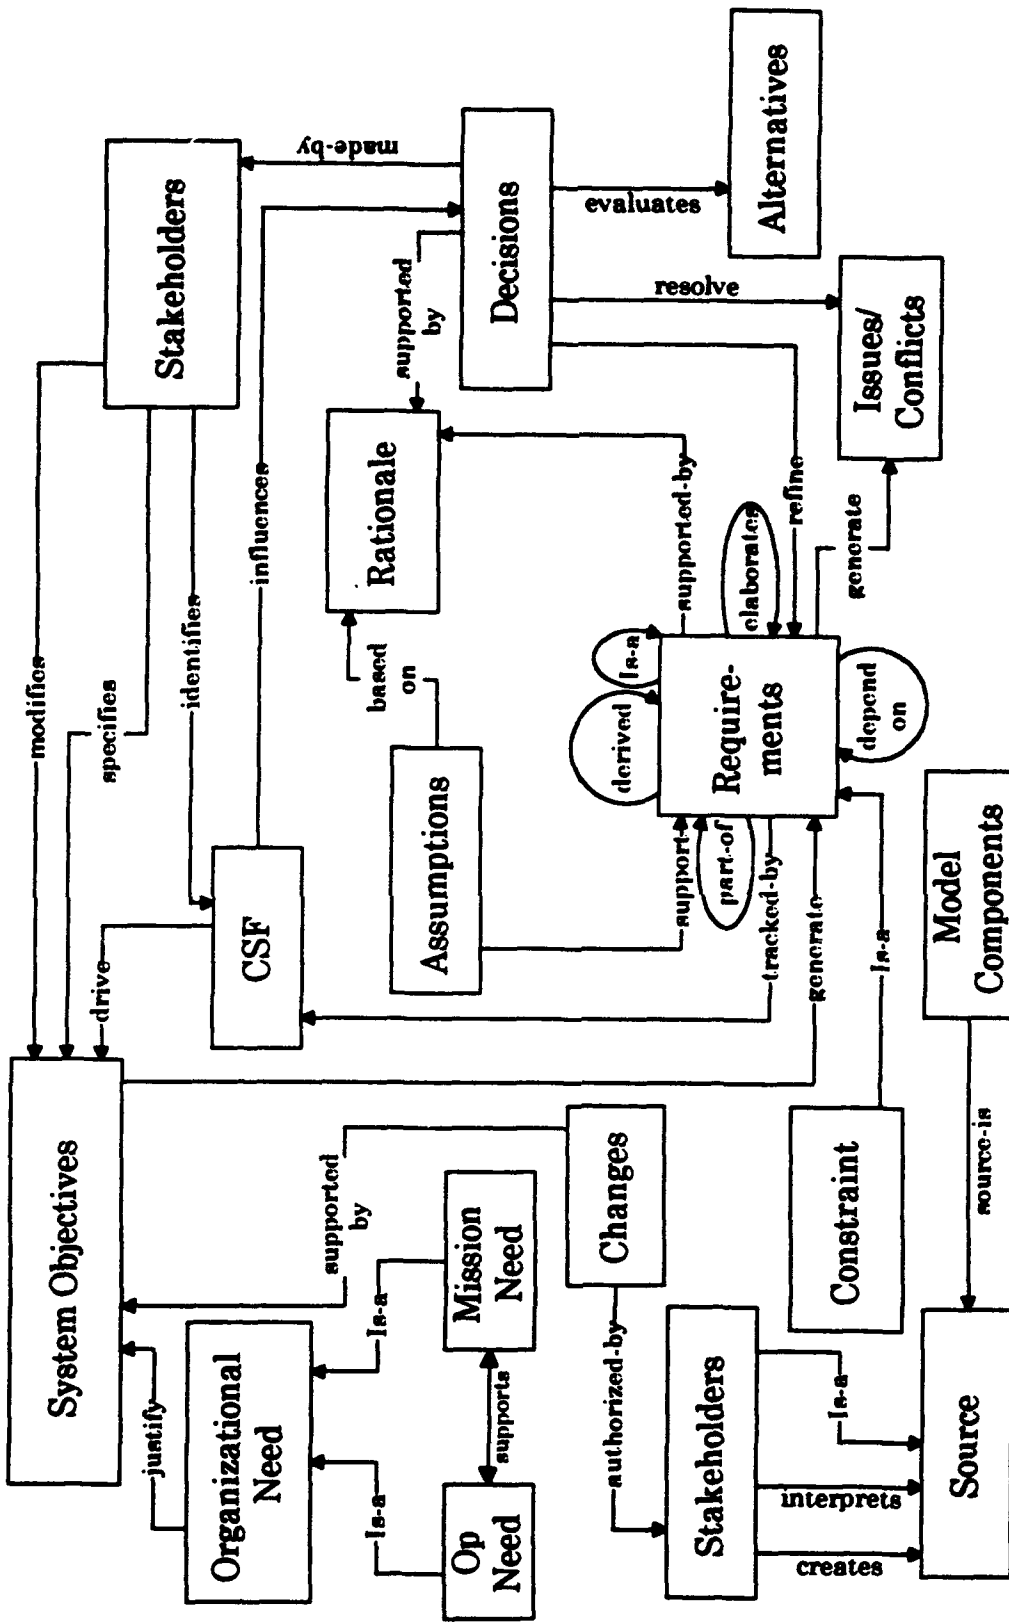 System Objectives
modifies
specifies
drive
identifies
Stakeholders
justify
Organizational
Need
Is-a
Is-a
Op
Need
supports
Mission
Need
supported
by
Changes
authorized-by
Stakeholders
creates
interprets
Is-a
Source
source-is
Model
Components
Constraint
Is-a
CSF
influences
Assumptions
based
on
Rationale
supported
by
made-by
Decisions
evaluates
Alternatives
resolve
Issues/
Conflicts
refine
generate
supported-by
elaborates
Is-a
derived
Require-
ments
depend
on
support
part-of
tracked-by
generate